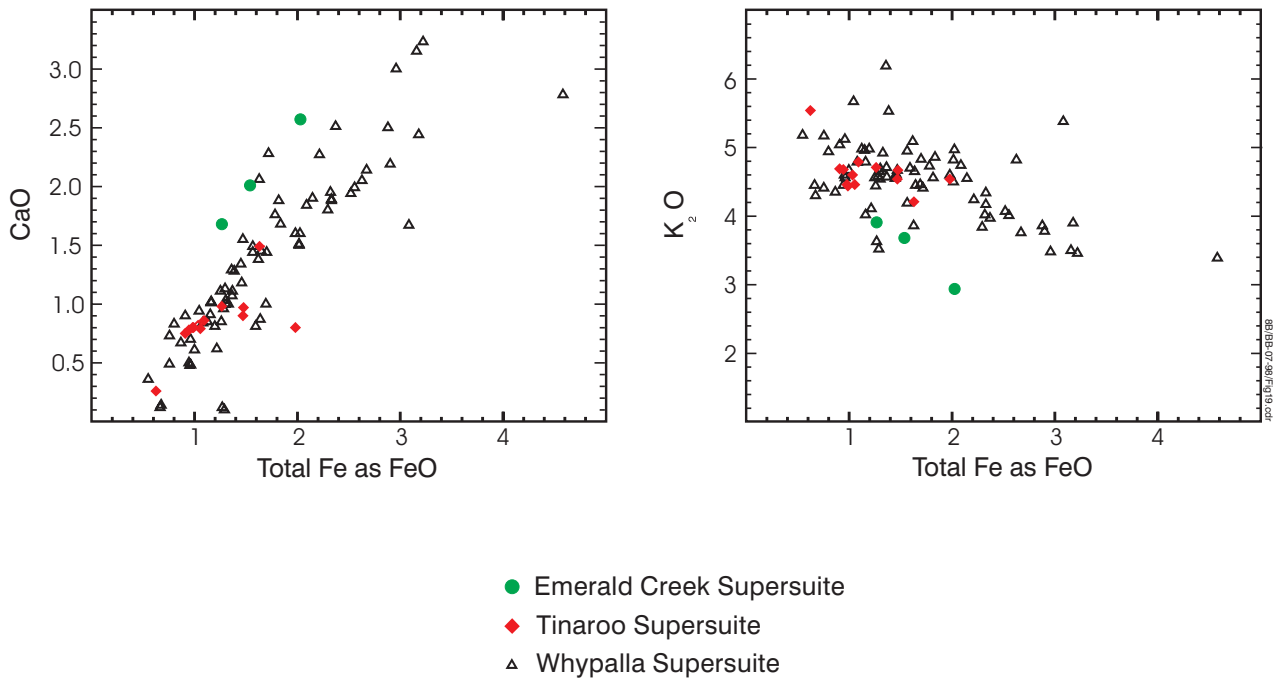 3.0
2.5
2.0
1.5
1.0
0.5
CaO
1 2 3 4
Total Fe as FeO
6
5
4
3
2
K₂O
1 2 3 4
Total Fe as FeO
8B/BB-07-98/Fig19.cdr
Emerald Creek Supersuite
Tinaroo Supersuite
Whypalla Supersuite